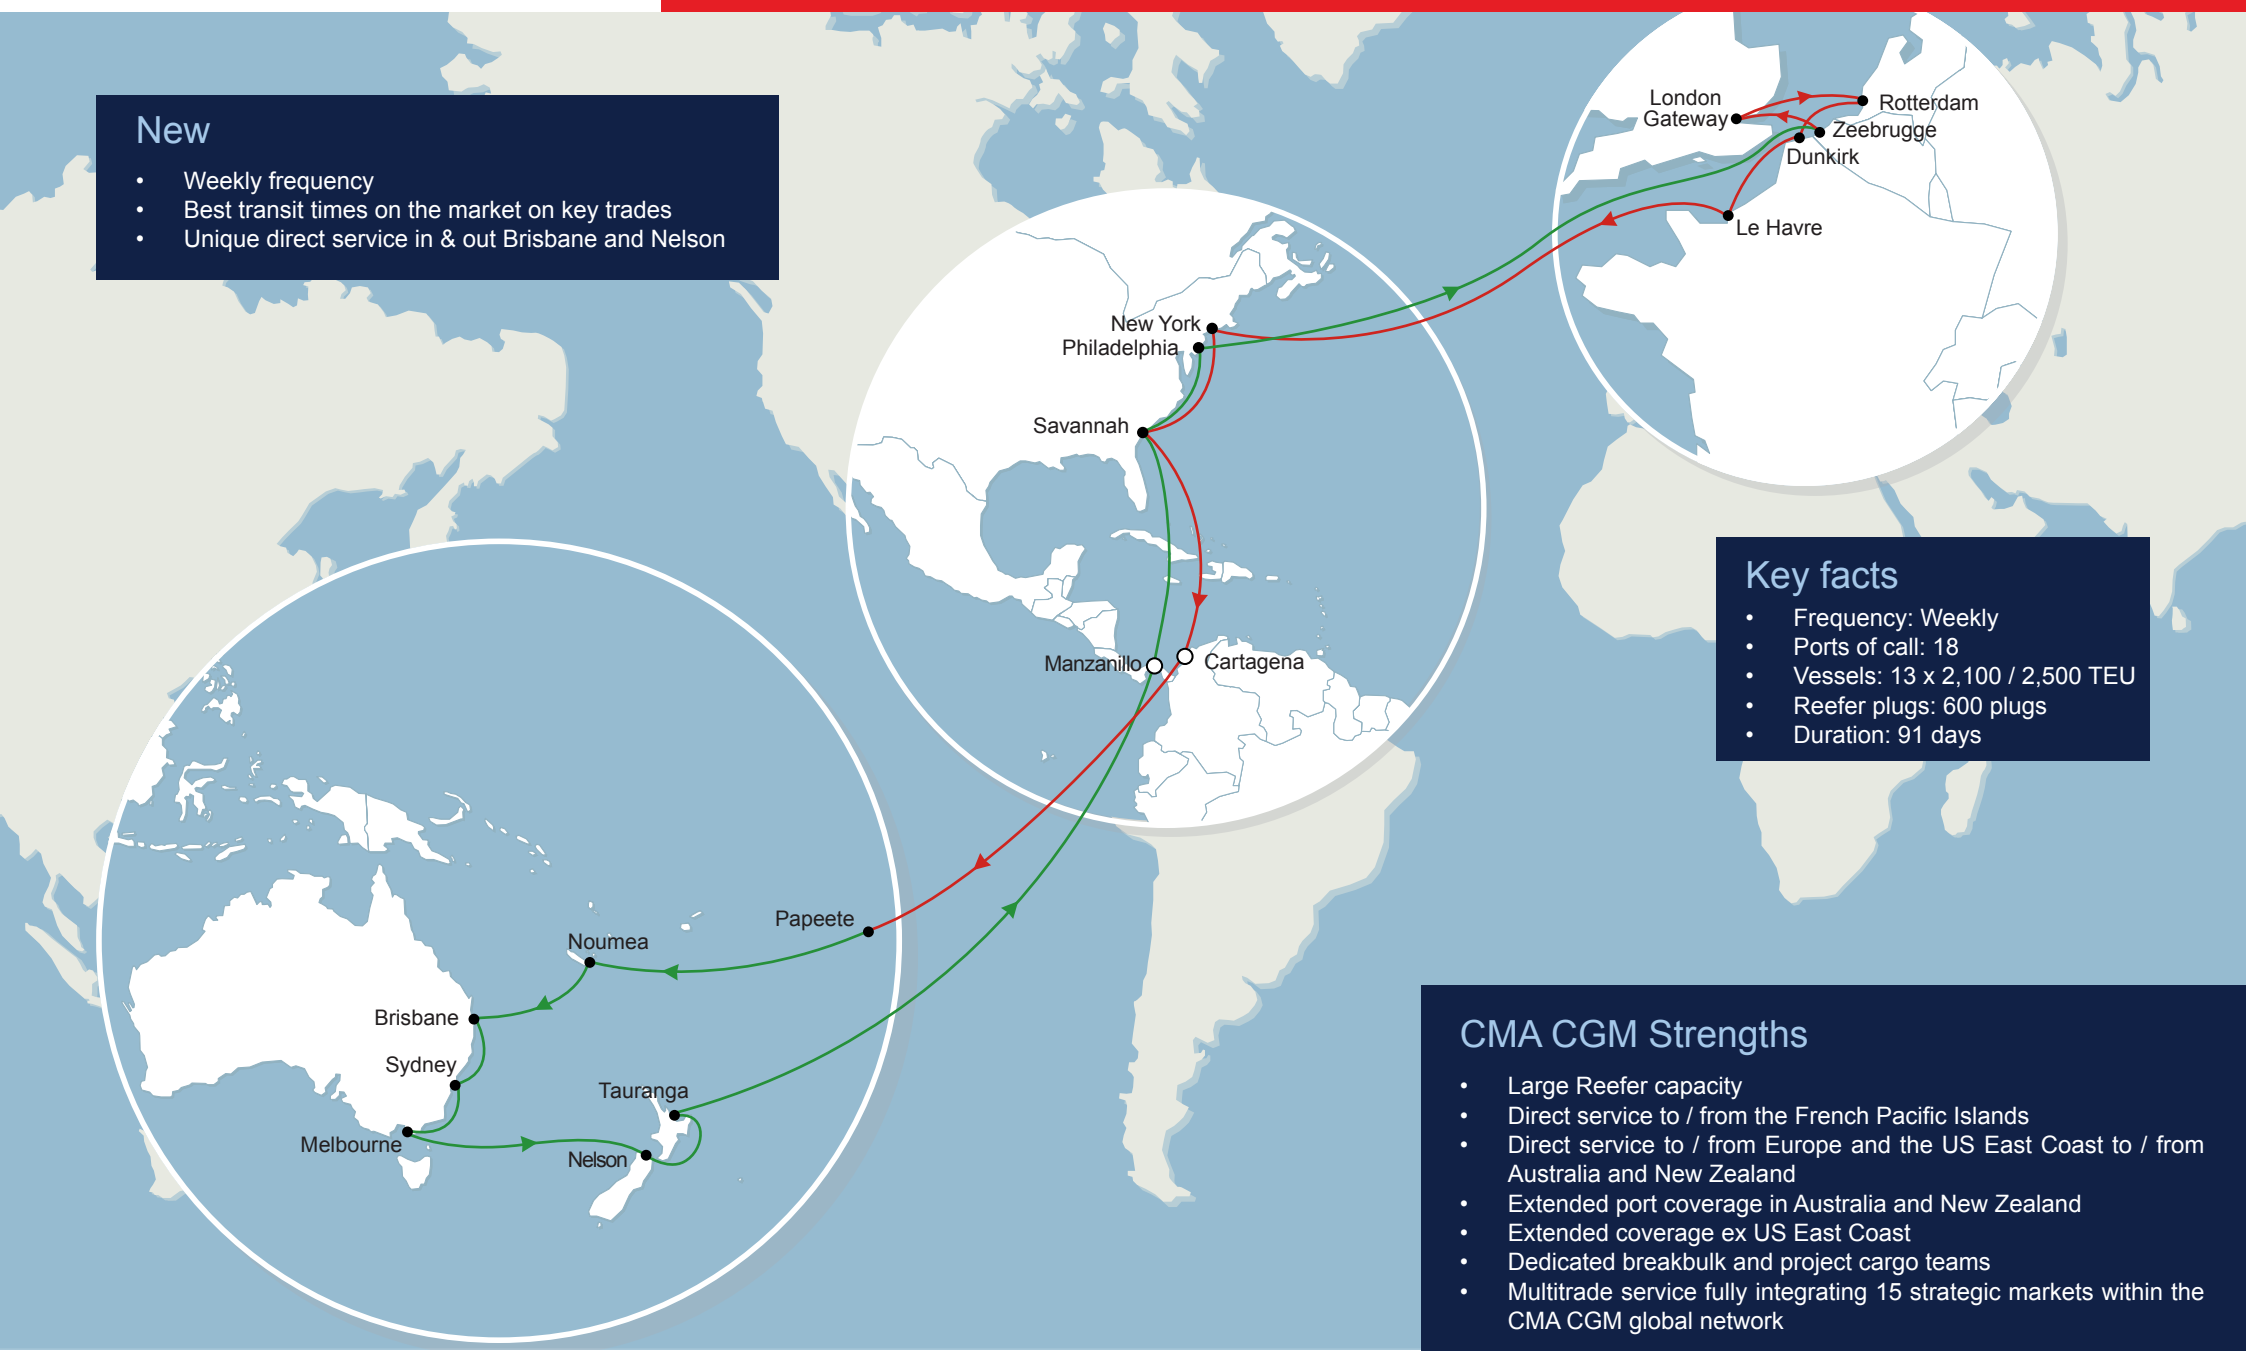 New
• Weekly frequency
• Best transit times on the market on key trades
• Unique direct service in & out Brisbane and Nelson
London
Gateway
Rotterdam
Zeebrugge
Dunkirk
Le Havre
New York
Philadelphia
Savannah
Manzanillo
Cartagena
Key facts
• Frequency: Weekly
• Ports of call: 18
• Vessels: 13 x 2,100 / 2,500 TEU
• Reefer plugs: 600 plugs
• Duration: 91 days
Papeete
Noumea
Brisbane
Sydney
Tauranga
Melbourne
Nelson
CMA CGM Strengths
• Large Reefer capacity
• Direct service to / from the French Pacific Islands
• Direct service to / from Europe and the US East Coast to / from
Australia and New Zealand
• Extended port coverage in Australia and New Zealand
• Extended coverage ex US East Coast
• Dedicated breakbulk and project cargo teams
• Multitrade service fully integrating 15 strategic markets within the
CMA CGM global network